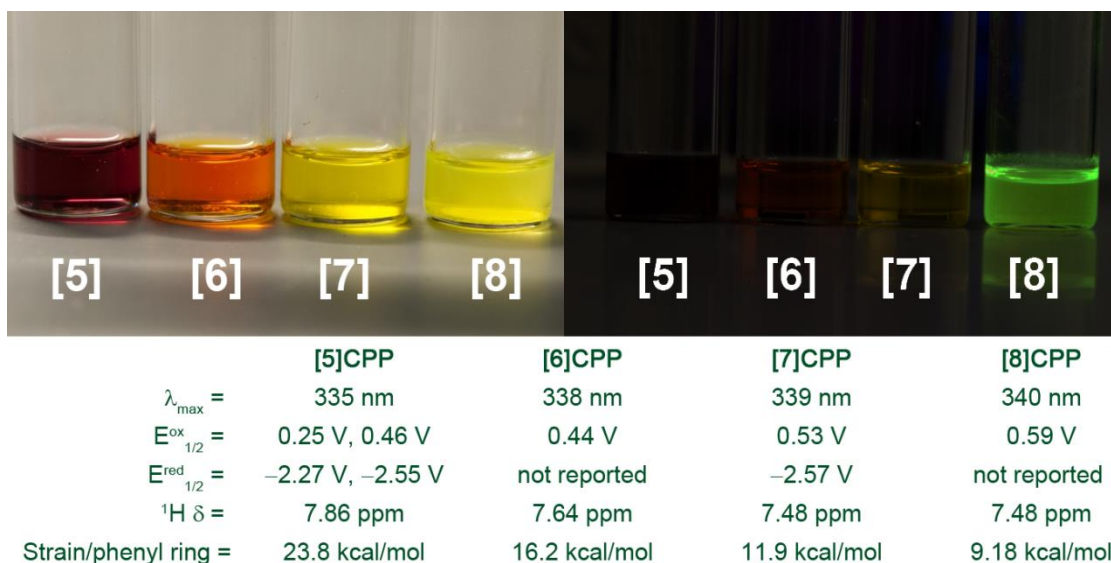 [5] [6] [7] [8] [5] [6] [7] [8]
[5]CPP [6]CPP [7]CPP [8]CPP
λmax = 335 nm 338 nm 339 nm 340 nm
E^ox_1/2 = 0.25 V, 0.46 V 0.44 V 0.53 V 0.59 V
E^red_1/2 = –2.27 V, –2.55 V not reported –2.57 V not reported
¹H δ = 7.86 ppm 7.64 ppm 7.48 ppm 7.48 ppm
Strain/phenyl ring = 23.8 kcal/mol 16.2 kcal/mol 11.9 kcal/mol 9.18 kcal/mol